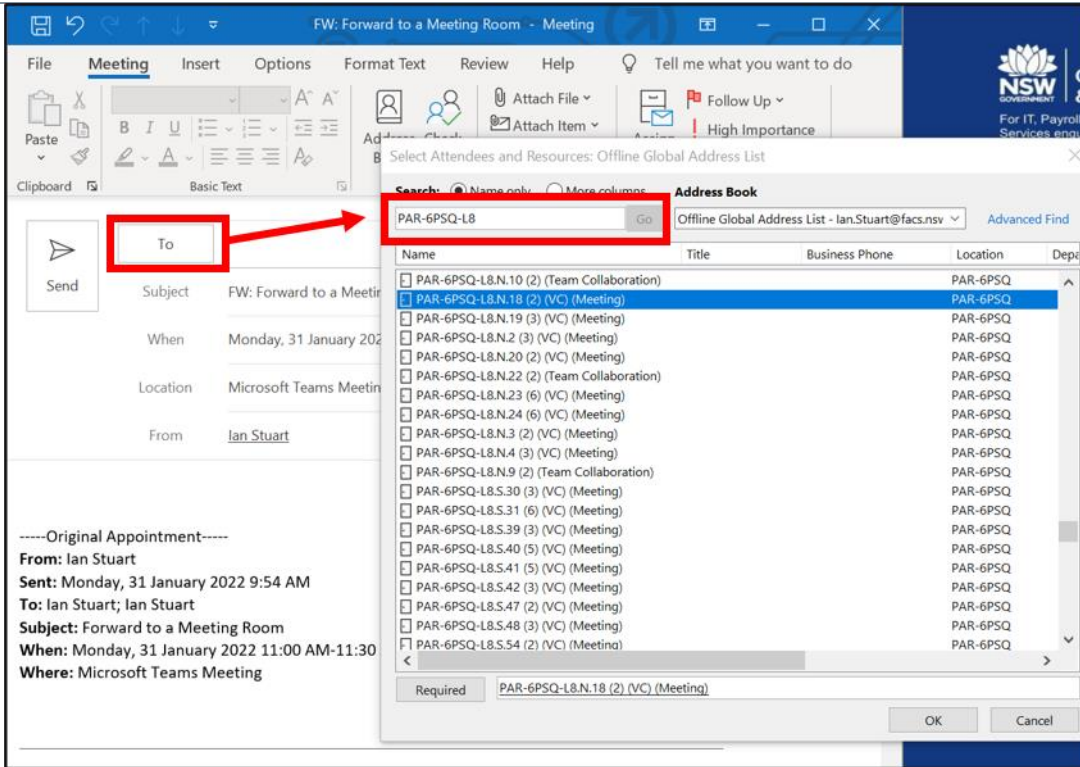 FW: Forward to a Meeting Room - Meeting
File Meeting Insert Options Format Text Review Help Tell me what you want to do
Paste
B I U
Attach File
Attach Item
Follow Up
High Importance
Clipboard
Basic Text
NSW
GOVERNMENT
For IT, Payroll
Services
Select Attendees and Resources: Offline Global Address List
Search: Name only More columns Address Book
PAR-6PSQ-L8 Go Offline Global Address List - Ian.Stuart@facs.nsv Advanced Find
Name Title Business Phone Location Depa
PAR-6PSQ-L8.N.10 (2) (Team Collaboration) PAR-6PSQ
PAR-6PSQ-L8.N.18 (2) (VC) (Meeting) PAR-6PSQ
PAR-6PSQ-L8.N.19 (3) (VC) (Meeting) PAR-6PSQ
PAR-6PSQ-L8.N.2 (3) (VC) (Meeting) PAR-6PSQ
PAR-6PSQ-L8.N.20 (2) (VC) (Meeting) PAR-6PSQ
PAR-6PSQ-L8.N.22 (2) (Team Collaboration) PAR-6PSQ
PAR-6PSQ-L8.N.23 (6) (VC) (Meeting) PAR-6PSQ
PAR-6PSQ-L8.N.24 (6) (VC) (Meeting) PAR-6PSQ
PAR-6PSQ-L8.N.3 (2) (VC) (Meeting) PAR-6PSQ
PAR-6PSQ-L8.N.4 (3) (VC) (Meeting) PAR-6PSQ
PAR-6PSQ-L8.N.9 (2) (Team Collaboration) PAR-6PSQ
PAR-6PSQ-L8.S.30 (3) (VC) (Meeting) PAR-6PSQ
PAR-6PSQ-L8.S.31 (6) (VC) (Meeting) PAR-6PSQ
PAR-6PSQ-L8.S.39 (3) (VC) (Meeting) PAR-6PSQ
PAR-6PSQ-L8.S.40 (5) (VC) (Meeting) PAR-6PSQ
PAR-6PSQ-L8.S.41 (5) (VC) (Meeting) PAR-6PSQ
PAR-6PSQ-L8.S.42 (3) (VC) (Meeting) PAR-6PSQ
PAR-6PSQ-L8.S.47 (2) (VC) (Meeting) PAR-6PSQ
PAR-6PSQ-L8.S.48 (3) (VC) (Meeting) PAR-6PSQ
PAR-6PSQ-L8.S.54 (2) (VC) (Meeting) PAR-6PSQ
Required PAR-6PSQ-L8.N.18 (2) (VC) (Meeting)
OK Cancel
Send
To
Subject FW: Forward to a Meetin
When Monday, 31 January 202
Location Microsoft Teams Meetin
From Ian Stuart
-----Original Appointment-----
From: Ian Stuart
Sent: Monday, 31 January 2022 9:54 AM
To: Ian Stuart; Ian Stuart
Subject: Forward to a Meeting Room
When: Monday, 31 January 2022 11:00 AM-11:30
Where: Microsoft Teams Meeting